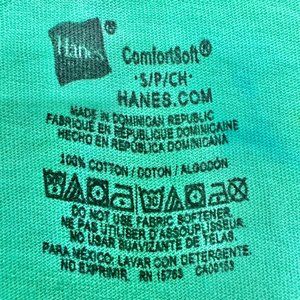 Hanes
ComfortSoft®
·S/P/CH·
HANES.COM
MADE IN DOMINICAN REPUBLIC
FABRIQUÉ EN RÉPUBLIQUE DOMINICAINE
HECHO EN REPÚBLICA DOMINICANA
100% COTTON / COTON / ALGODÓN
30
DO NOT USE FABRIC SOFTENER.
NE PAS UTILISER D'ASSOUPLISSEUR.
NO USAR SUAVIZANTE DE TELAS.
PARA MÉXICO: LAVAR CON DETERGENTE.
NO EXPRIMIR. RN 15763